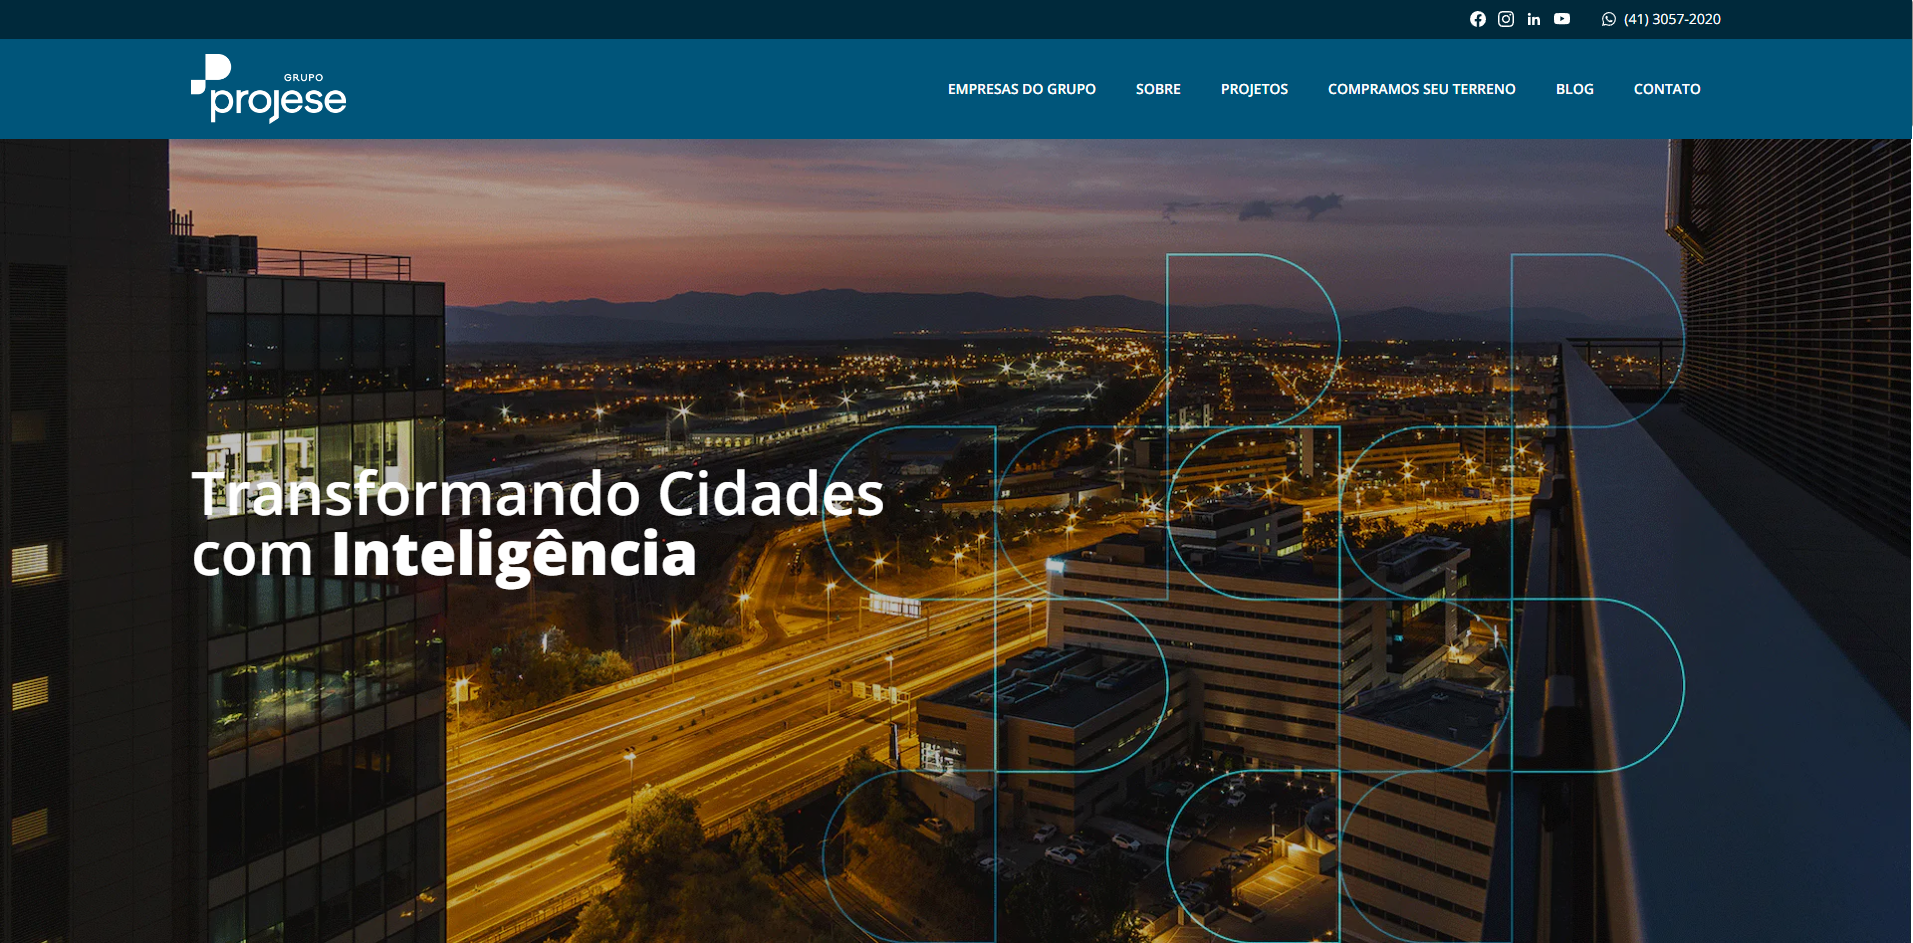 (41) 3057-2020
GRUPO
projese
EMPRESAS DO GRUPO
SOBRE
PROJETOS
COMPRAMOS SEU TERRENO
BLOG
CONTATO
Transformando Cidades
com Inteligência